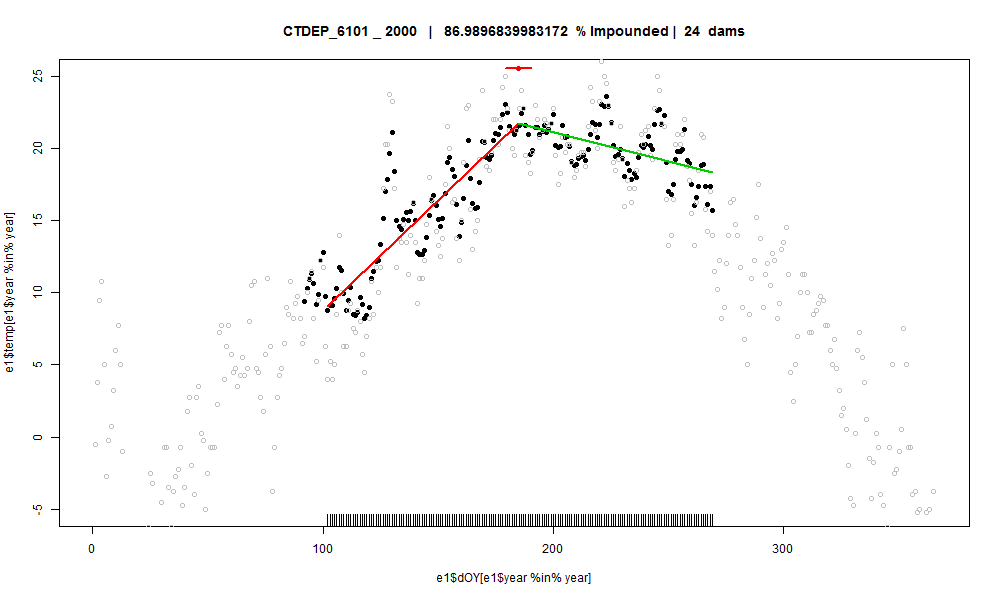 CTDEP_6101 _ 2000 | 86.9896839983172 % Impounded | 24 dams
e1$temp[e1$year %in% year]
25
20
15
10
5
0
-5
0 100 200 300
e1$dOY[e1$year %in% year]